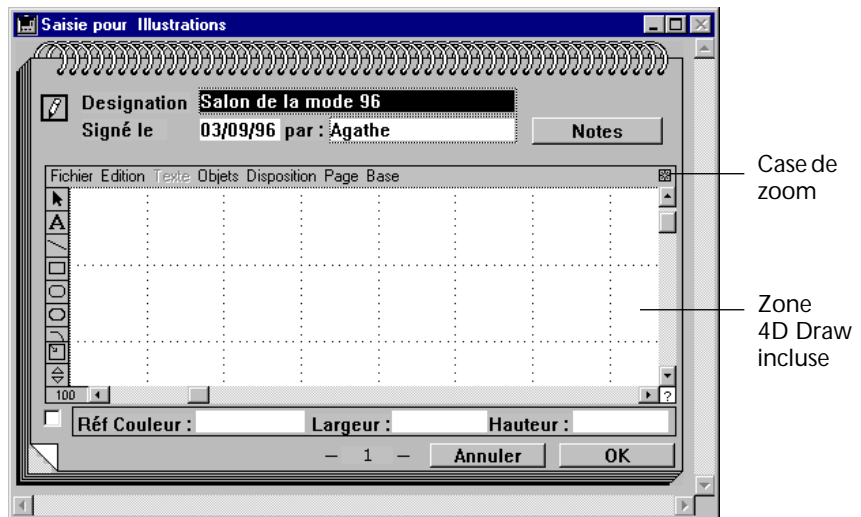 Saisie pour Illustrations
Designation Salon de la mode 96
Signé le 03/09/96 par : Agathe
Notes
Fichier Edition Texte Objets Disposition Page Base
A
100
?
Réf Couleur : Largeur : Hauteur :
– 1 – Annuler OK
Case de
zoom
Zone
4D Draw
incluse